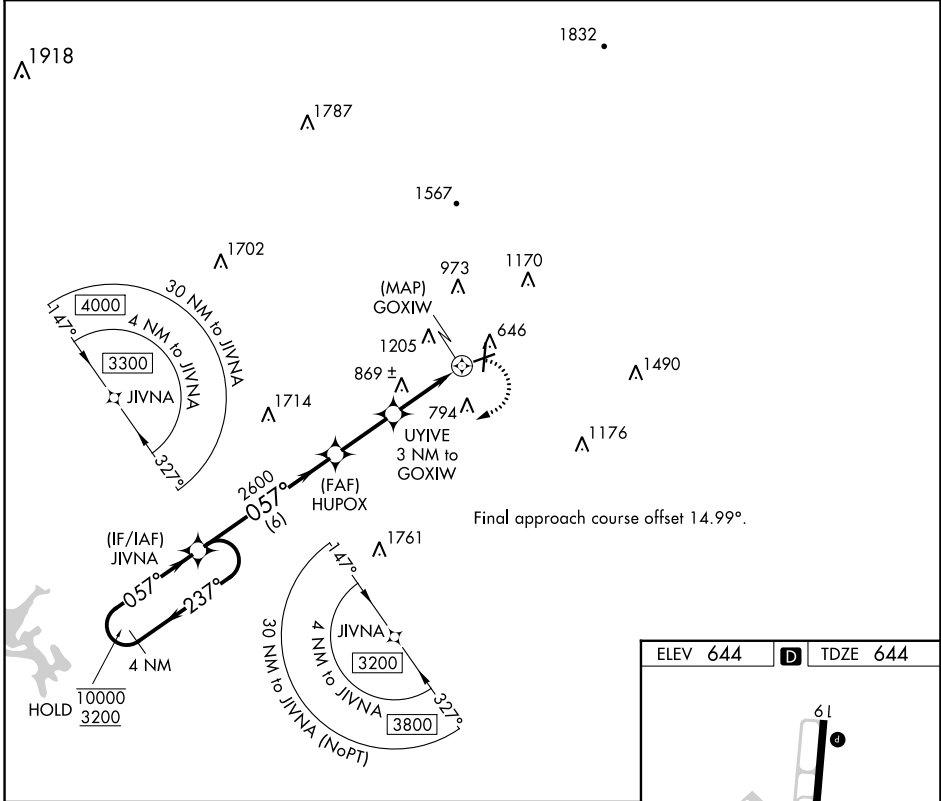 1832
1918
1787
1567
1702
973
1170
(MAP)
GOXIW
646
1205
869 ±
1490
4000
30 NM to JIVNA
147°
4 NM to JIVNA
3300
JIVNA
327°
1714
794
UYIVE
3 NM to
GOXIW
1176
(FAF)
HUPOX
2600
057°
(6)
Final approach course offset 14.99°.
(IF/IAF)
JIVNA
1761
057°
237°
4 NM
HOLD
10000
3200
147°
JIVNA
4 NM to JIVNA
3200
30 NM to JIVNA (NoPT)
327°
3800
ELEV 644 D TDZE 644
19
P